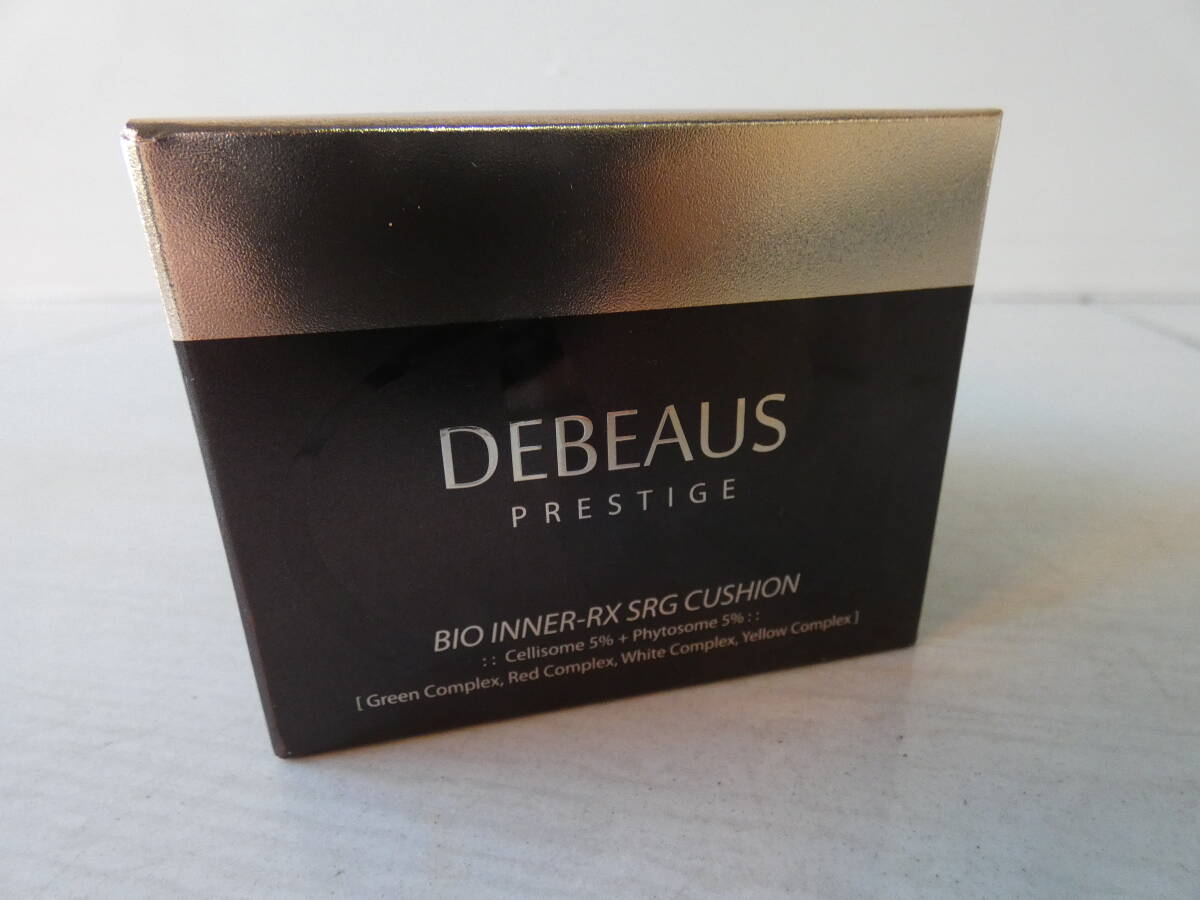 DEBEAUS
PRESTIGE
BIO INNER-RX SRG CUSHION
:: Cellisome 5% + Phytosome 5% ::
[ Green Complex, Red Complex, White Complex, Yellow Complex ]